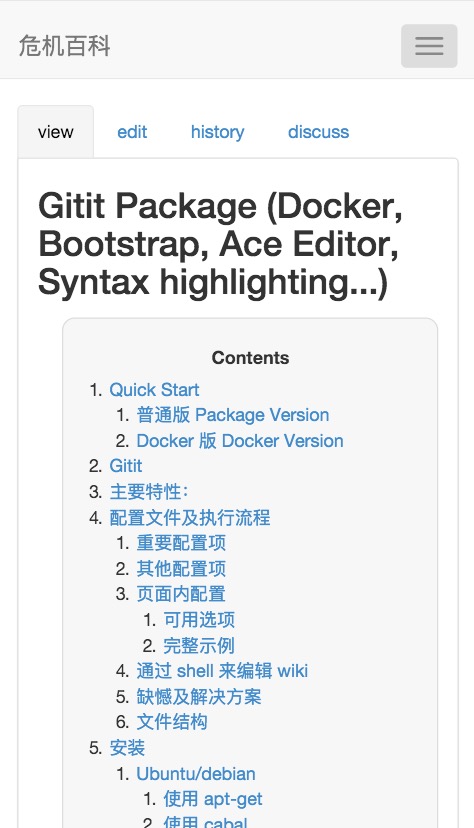 危机百科
view edit history discuss
Gitit Package (Docker,
Bootstrap, Ace Editor,
Syntax highlighting...)
Contents
1. Quick Start
1. 普通版 Package Version
2. Docker 版 Docker Version
2. Gitit
3. 主要特性：
4. 配置文件及执行流程
1. 重要配置项
2. 其他配置项
3. 页面内配置
1. 可用选项
2. 完整示例
4. 通过 shell 来编辑 wiki
5. 缺憾及解决方案
6. 文件结构
5. 安装
1. Ubuntu/debian
1. 使用 apt-get
2. 使用 cabal